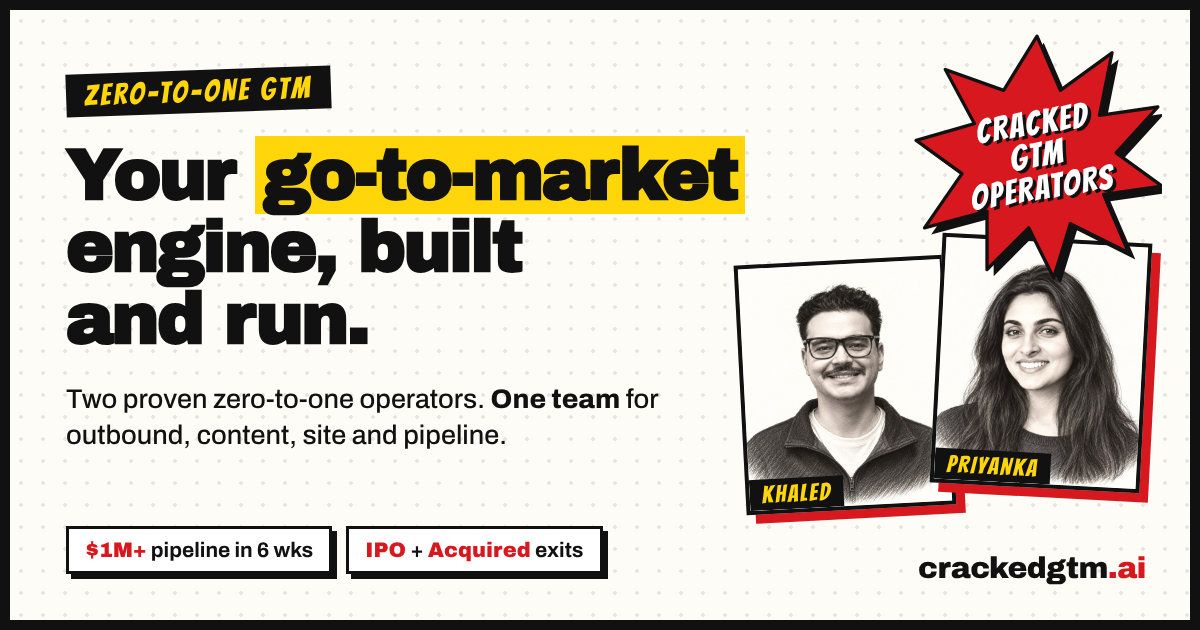 ZERO-TO-ONE GTM
Your go-to-market
engine, built
and run.
Two proven zero-to-one operators. One team for
outbound, content, site and pipeline.
$1M+ pipeline in 6 wks
IPO + Acquired exits
CRACKED
GTM
OPERATORS
KHALED
PRIYANKA
crackedgtm.ai